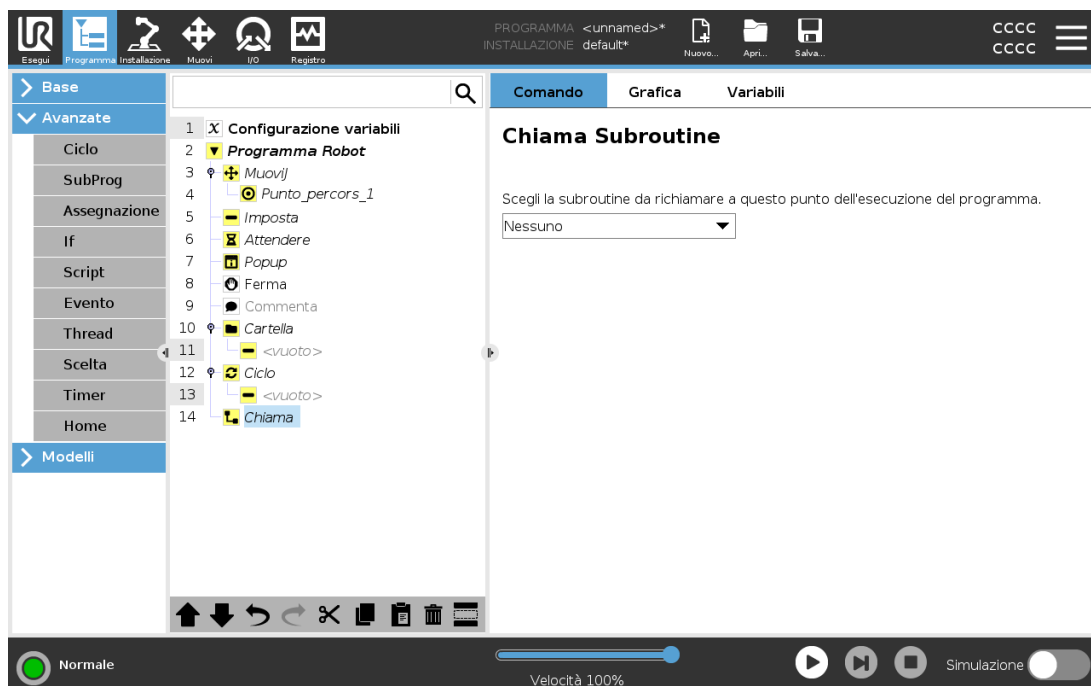 PROGRAMMA <unnamed>*
INSTALLAZIONE default*
CCCC
CCCC
Esegui Programma Installazione Muovi I/O Registro
Nuovo... Apri... Salva...
Base
Avanzate
Ciclo
SubProg
Assegnazione
If
Script
Evento
Thread
Scelta
Timer
Home
Modelli
1 Configurazione variabili
2 Programma Robot
3 MuoviJ
4 Punto_percors_1
5 Imposta
6 Attendere
7 Popup
8 Ferma
9 Commenta
10 Cartella
11 <vuoto>
12 Ciclo
13 <vuoto>
14 Chiama
Comando Grafica Variabili
Chiama Subroutine
Scegli la subroutine da richiamare a questo punto dell'esecuzione del programma.
Nessuno
Normale
Velocità 100%
Simulazione